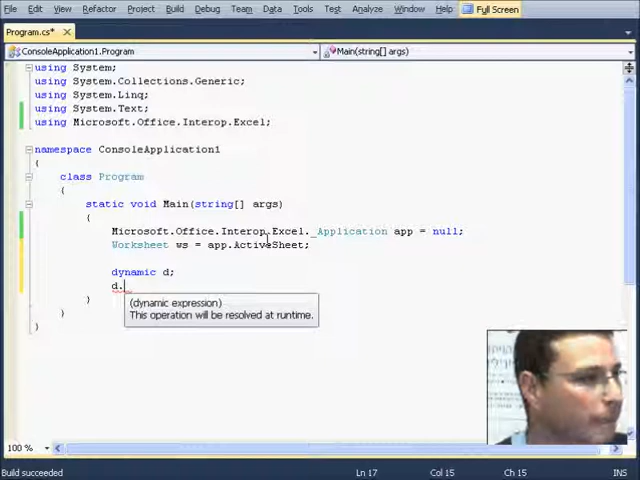 File Edit View Refactor Project Build Debug Team Data Tools Test Analyze Window Help Full Screen
Program.cs* ×
ConsoleApplication1.Program Main(string[] args)
using System;
using System.Collections.Generic;
using System.Linq;
using System.Text;
using Microsoft.Office.Interop.Excel;
namespace ConsoleApplication1
{
class Program
{
static void Main(string[] args)
{
Microsoft.Office.Interop.Excel._Application app = null;
Worksheet ws = app.ActiveSheet;
dynamic d;
d.
(dynamic expression)
This operation will be resolved at runtime.
}
}
}
100 %
Build succeeded Ln 17 Col 15 Ch 15 INS